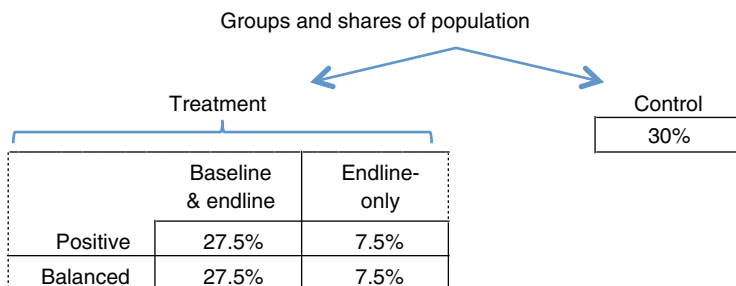 Groups and shares of population
Treatment Control
30%
Baseline & endline Endline-only
Positive 27.5% 7.5%
Balanced 27.5% 7.5%